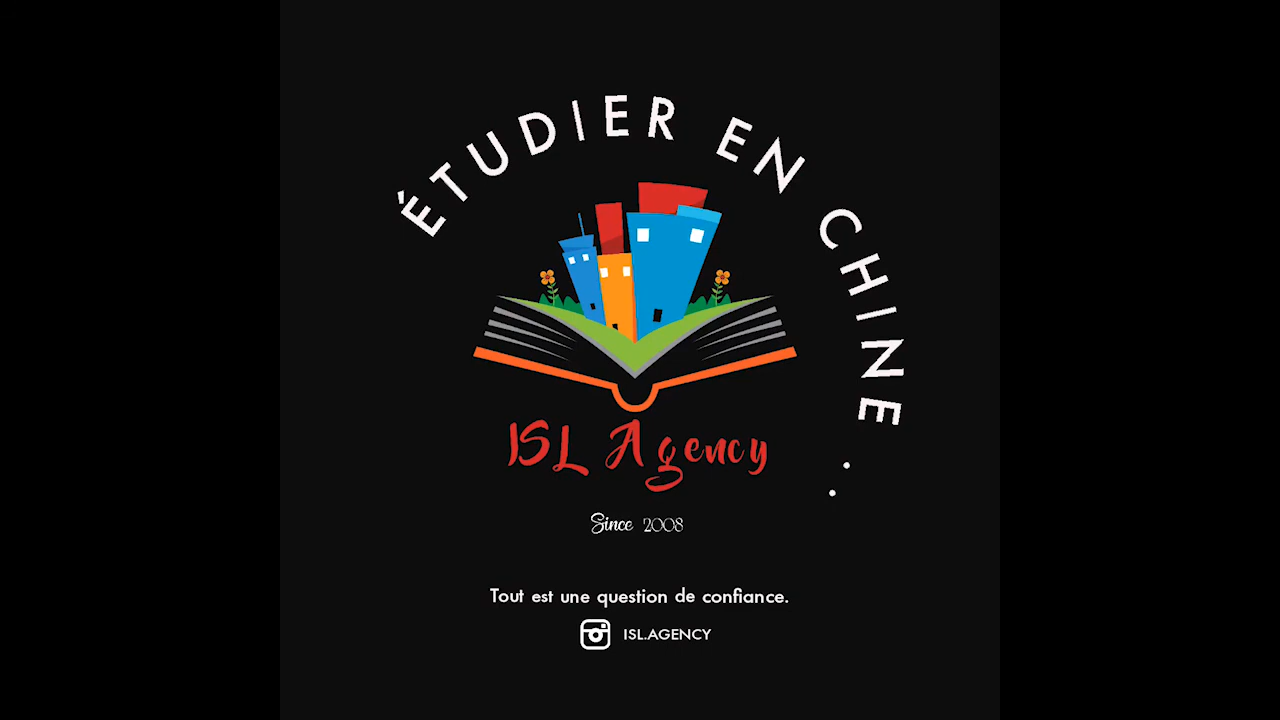 ÉTUDIER EN CHINE ..
ISL Agency
Since 2008
Tout est une question de confiance.
ISL.AGENCY